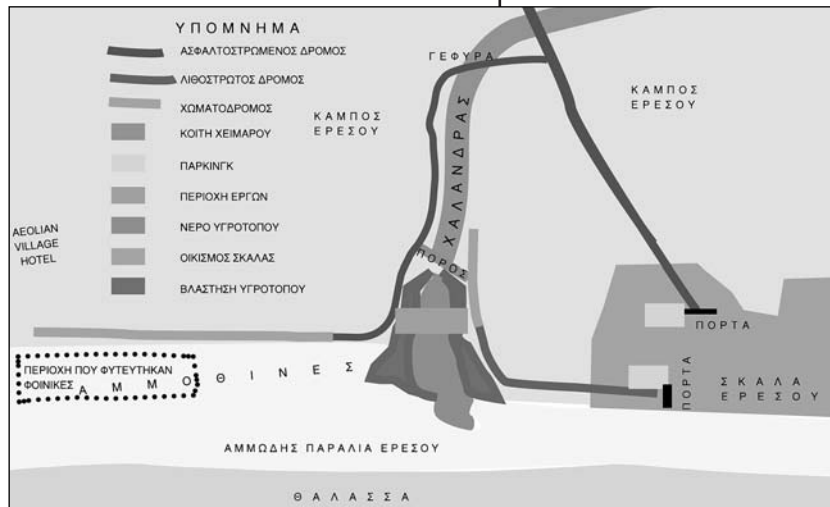 ΥΠΟΜΝΗΜΑ
ΑΣΦΑΛΤΟΣΤΡΩΜΕΝΟΣ ΔΡΟΜΟΣ
ΛΙΘΟΣΤΡΩΤΟΣ ΔΡΟΜΟΣ
ΧΩΜΑΤΟΔΡΟΜΟΣ
ΚΟΙΤΗ ΧΕΙΜΑΡΟΥ
ΠΑΡΚΙΝΓΚ
ΠΕΡΙΟΧΗ ΕΡΓΩΝ
ΝΕΡΟ ΥΓΡΟΤΟΠΟΥ
ΟΙΚΙΣΜΟΣ ΣΚΑΛΑΣ
ΒΛΑΣΤΗΣΗ ΥΓΡΟΤΟΠΟΥ
ΓΕΦΥΡΑ
ΚΑΜΠΟΣ
ΕΡΕΣΟΥ
ΚΑΜΠΟΣ
ΕΡΕΣΟΥ
ΧΑΛΑΝΔΡΑΣ
ΠΟΡΟΣ
AEOLIAN
VILLAGE
HOTEL
ΠΟΡΤΑ
ΠΟΡΤΑ
ΣΚΑΛΑ
ΕΡΕΣΟΥ
ΠΕΡΙΟΧΗ ΠΟΥ ΦΥΤΕΥΤΗΚΑΝ
ΦΟΙΝΙΚΕΣ
ΑΜΜΟΘΙΝΕΣ
ΑΜΜΩΔΗΣ ΠΑΡΑΛΙΑ ΕΡΕΣΟΥ
ΘΑΛΑΣΣΑ